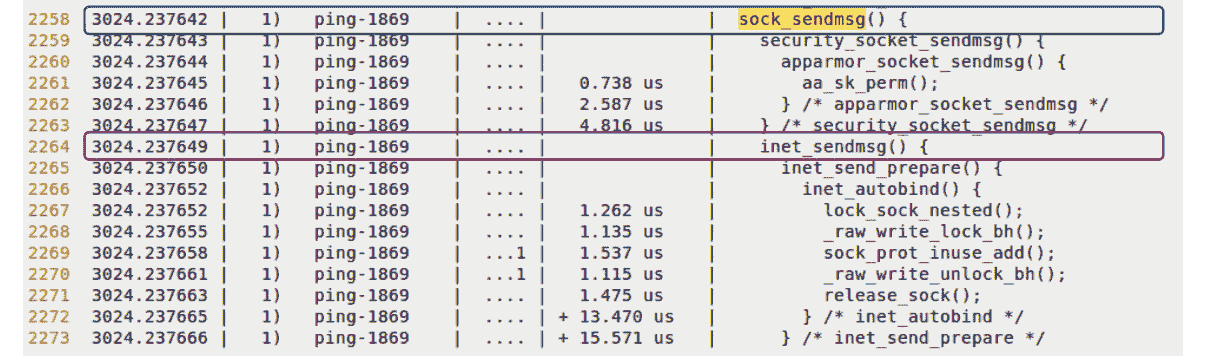 2258 3024.237642 | 1) ping-1869 | .... | | sock_sendmsg() {
2259 3024.237643 | 1) ping-1869 | .... | | security_socket_sendmsg() {
2260 3024.237644 | 1) ping-1869 | .... | | apparmor_socket_sendmsg() {
2261 3024.237645 | 1) ping-1869 | .... | 0.738 us | aa_sk_perm();
2262 3024.237646 | 1) ping-1869 | .... | 2.587 us | } /* apparmor_socket_sendmsg */
2263 3024.237647 | 1) ping-1869 | .... | 4.816 us | } /* security_socket_sendmsg */
2264 3024.237649 | 1) ping-1869 | .... | | inet_sendmsg() {
2265 3024.237650 | 1) ping-1869 | .... | | inet_send_prepare() {
2266 3024.237652 | 1) ping-1869 | .... | | inet_autobind() {
2267 3024.237652 | 1) ping-1869 | .... | 1.262 us | lock_sock_nested();
2268 3024.237655 | 1) ping-1869 | .... | 1.135 us | _raw_write_lock_bh();
2269 3024.237658 | 1) ping-1869 | ...1 | 1.537 us | sock_prot_inuse_add();
2270 3024.237661 | 1) ping-1869 | ...1 | 1.115 us | _raw_write_unlock_bh();
2271 3024.237663 | 1) ping-1869 | .... | 1.475 us | release_sock();
2272 3024.237665 | 1) ping-1869 | .... | + 13.470 us | } /* inet_autobind */
2273 3024.237666 | 1) ping-1869 | .... | + 15.571 us | } /* inet_send_prepare */